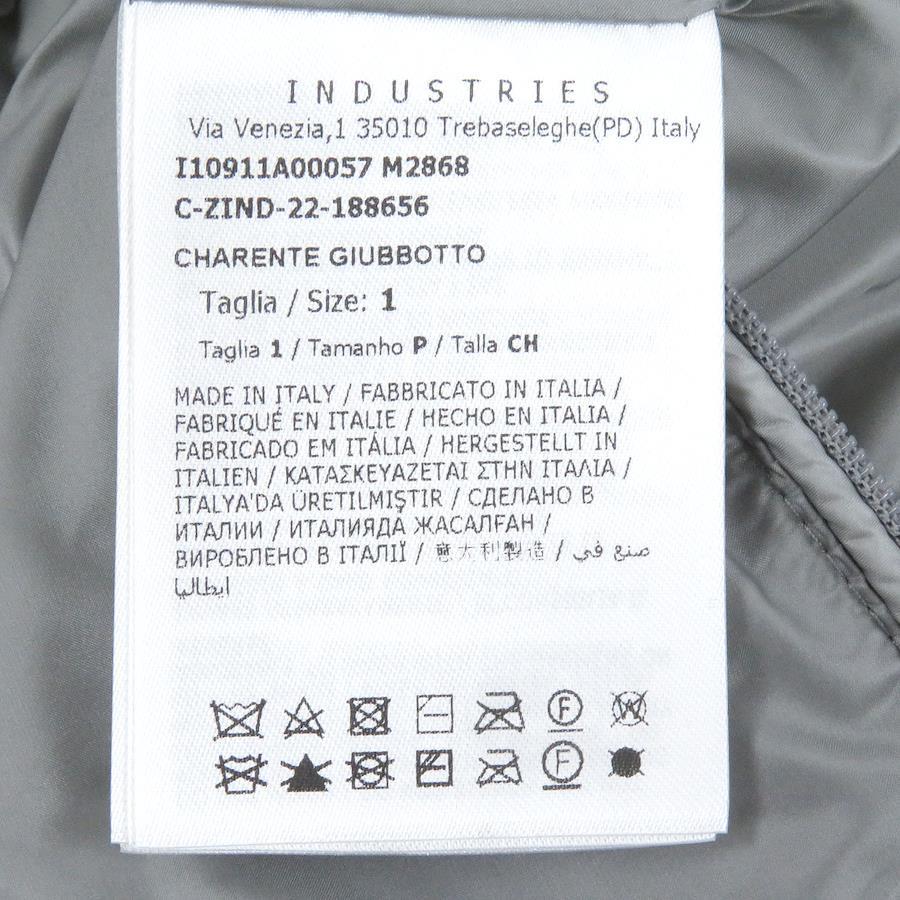 INDUSTRIES
Via Venezia,1 35010 Trebaseleghe(PD) Italy
I10911A00057 M2868
C-ZIND-22-188656
CHARENTE GIUBBOTTO
Taglia / Size: 1
Taglia 1 / Tamanho P / Talla CH
MADE IN ITALY / FABBRICATO IN ITALIA /
FABRIQUÉ EN ITALIE / HECHO EN ITALIA /
FABRICADO EM ITÁLIA / HERGESTELLT IN
ITALIEN / ΚΑΤΑΣΚΕΥΑΖΕΤΑΙ ΣΤΗΝ ΙΤΑΛΙΑ /
ITALYA'DA ÜRETILMIŞTIR / СДЕЛАНО В
ИТАЛИИ / ИТАЛИЯДА ЖАСАЛҒАН /
ВИРОБЛЕНО В ІТАЛІЇ / 意大利製造 / صنع في
ايطاليا
F W
F